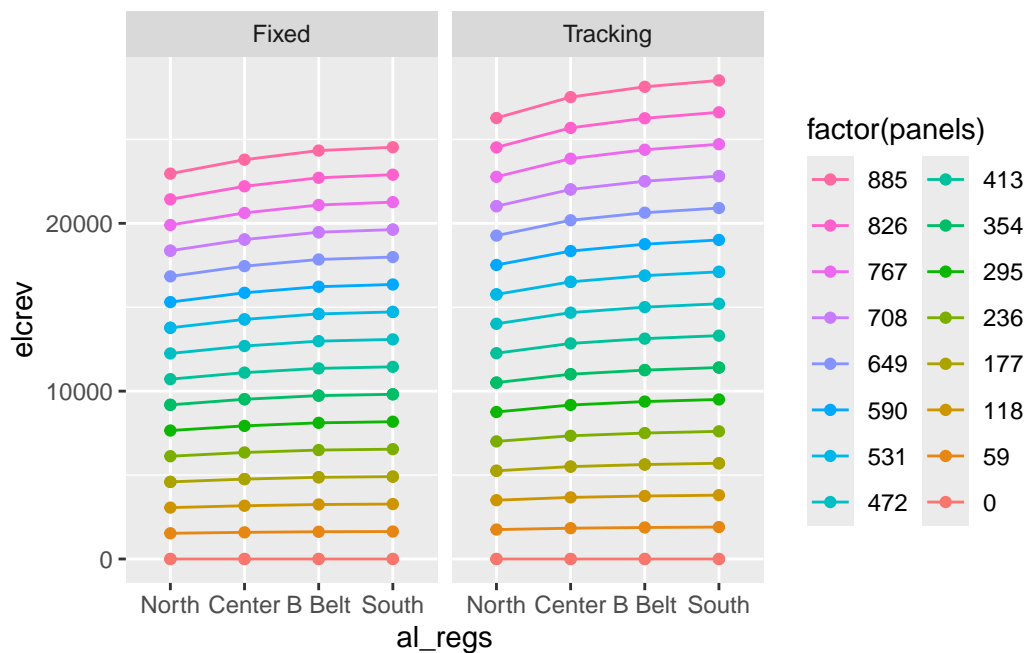 Fixed Tracking
elcrev
20000
10000
0
North Center B Belt South North Center B Belt South
al_regs
factor(panels)
885 413
826 354
767 295
708 236
649 177
590 118
531 59
472 0